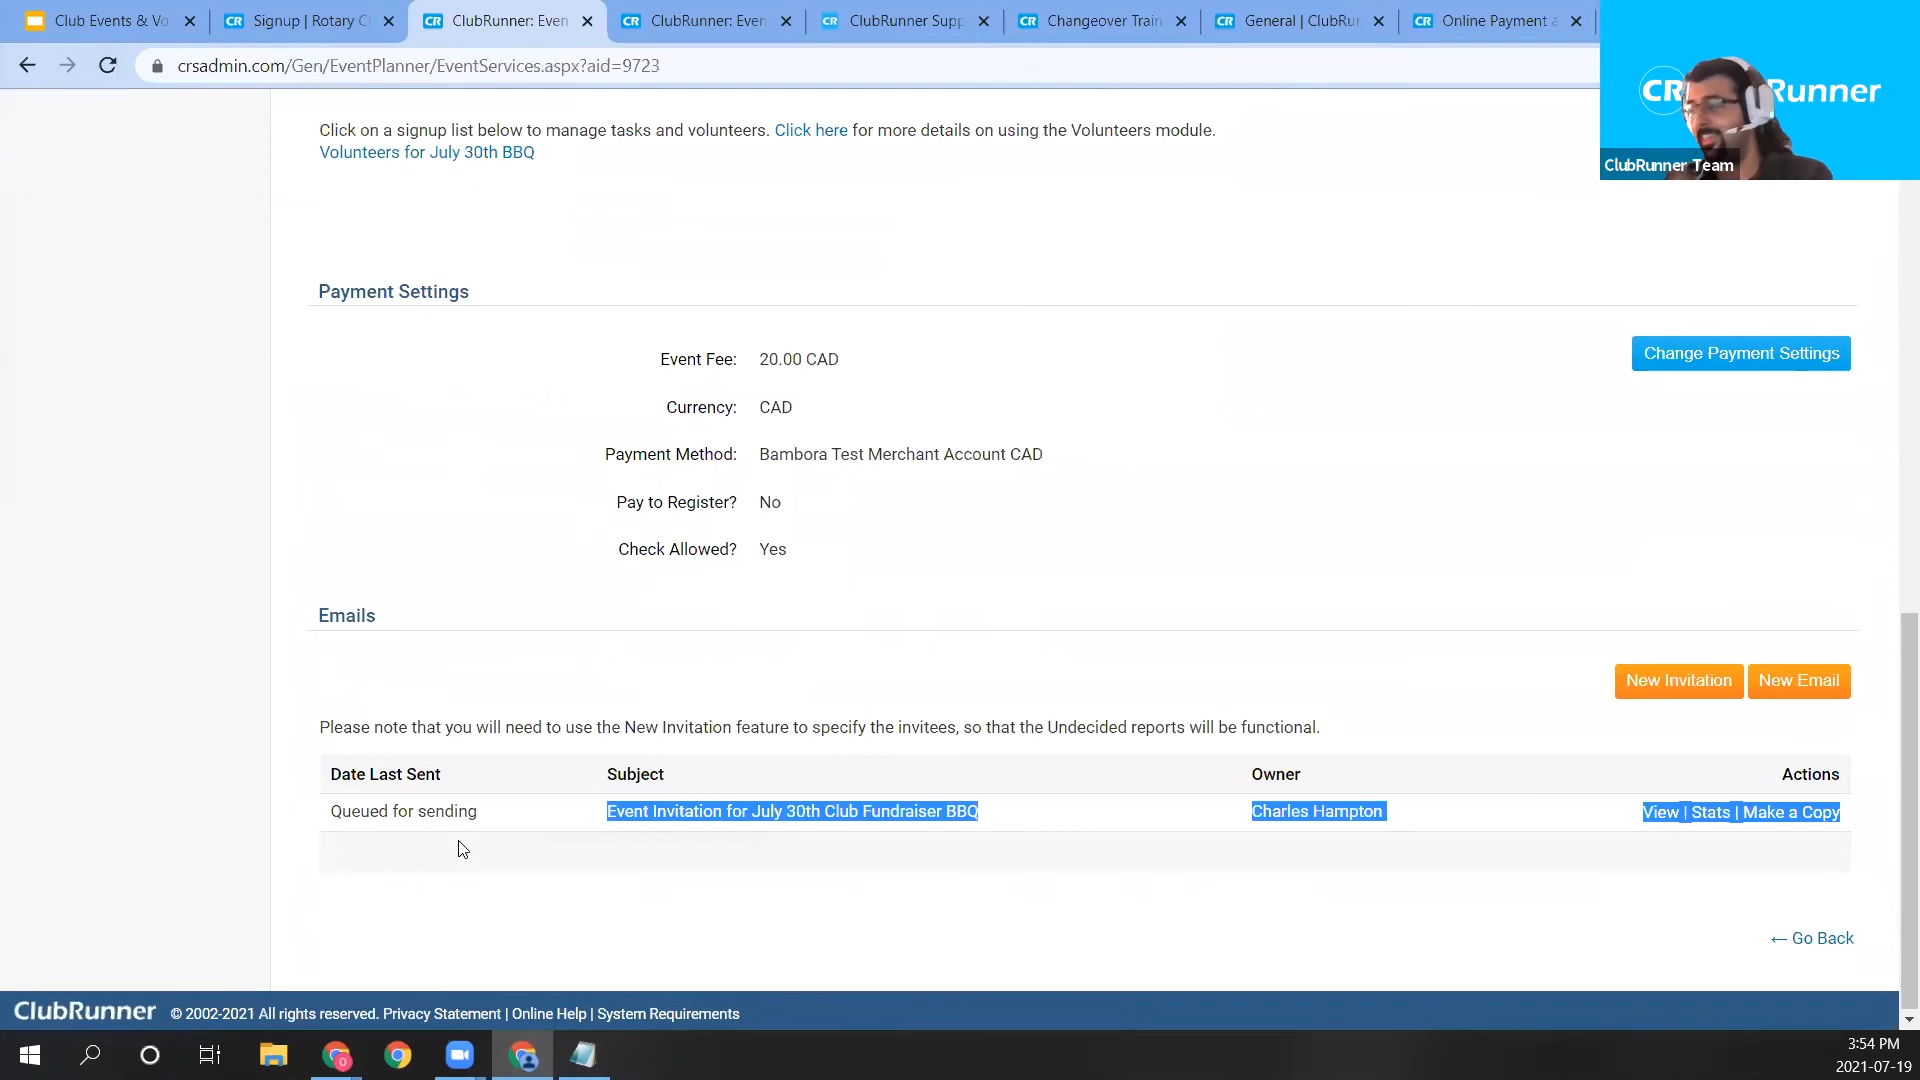 Club Events & Vo
Signup | Rotary C
ClubRunner: Even
ClubRunner: Even
ClubRunner Supp
Changeover Train
General | ClubRun
Online Payment a
crsadmin.com/Gen/EventPlanner/EventServices.aspx?aid=9723
Runner
ClubRunner Team
Click on a signup list below to manage tasks and volunteers. Click here for more details on using the Volunteers module.
Volunteers for July 30th BBQ
Payment Settings
Event Fee: 20.00 CAD
Change Payment Settings
Currency: CAD
Payment Method: Bambora Test Merchant Account CAD
Pay to Register? No
Check Allowed? Yes
Emails
New Invitation New Email
Please note that you will need to use the New Invitation feature to specify the invitees, so that the Undecided reports will be functional.
Date Last Sent Subject Owner Actions
Queued for sending Event Invitation for July 30th Club Fundraiser BBQ Charles Hampton View | Stats | Make a Copy
← Go Back
ClubRunner © 2002-2021 All rights reserved. Privacy Statement | Online Help | System Requirements
3:54 PM
2021-07-19